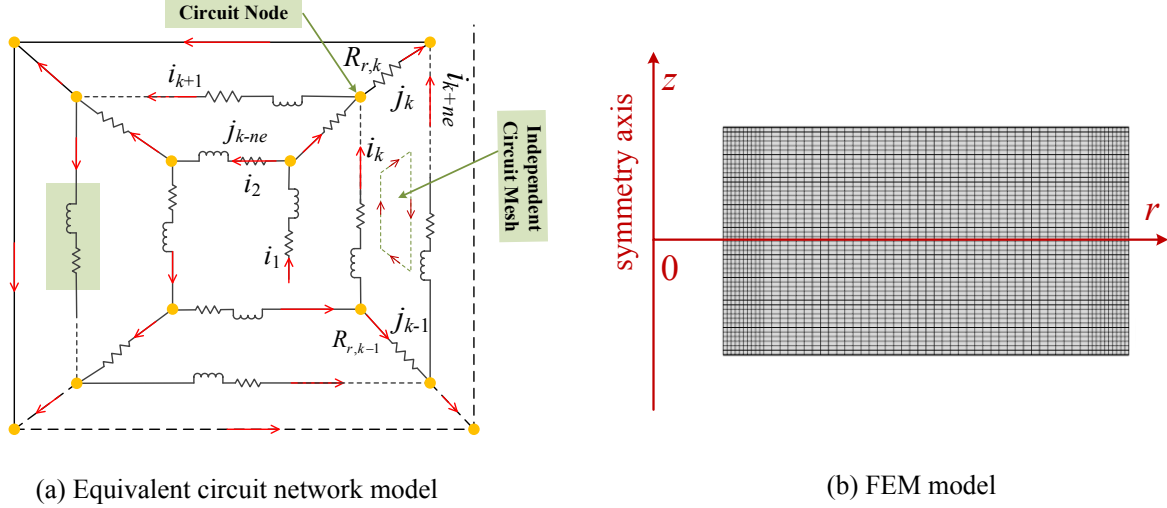 Circuit Node
R_{r,k}
i_{k+1}
j_k
i_{k+ne}
j_{k-ne}
i_k
Independent
Circuit Mesh
i_2
i_1
j_{k-1}
R_{r,k-1}
(a) Equivalent circuit network model
z
symmetry axis
r
0
(b) FEM model